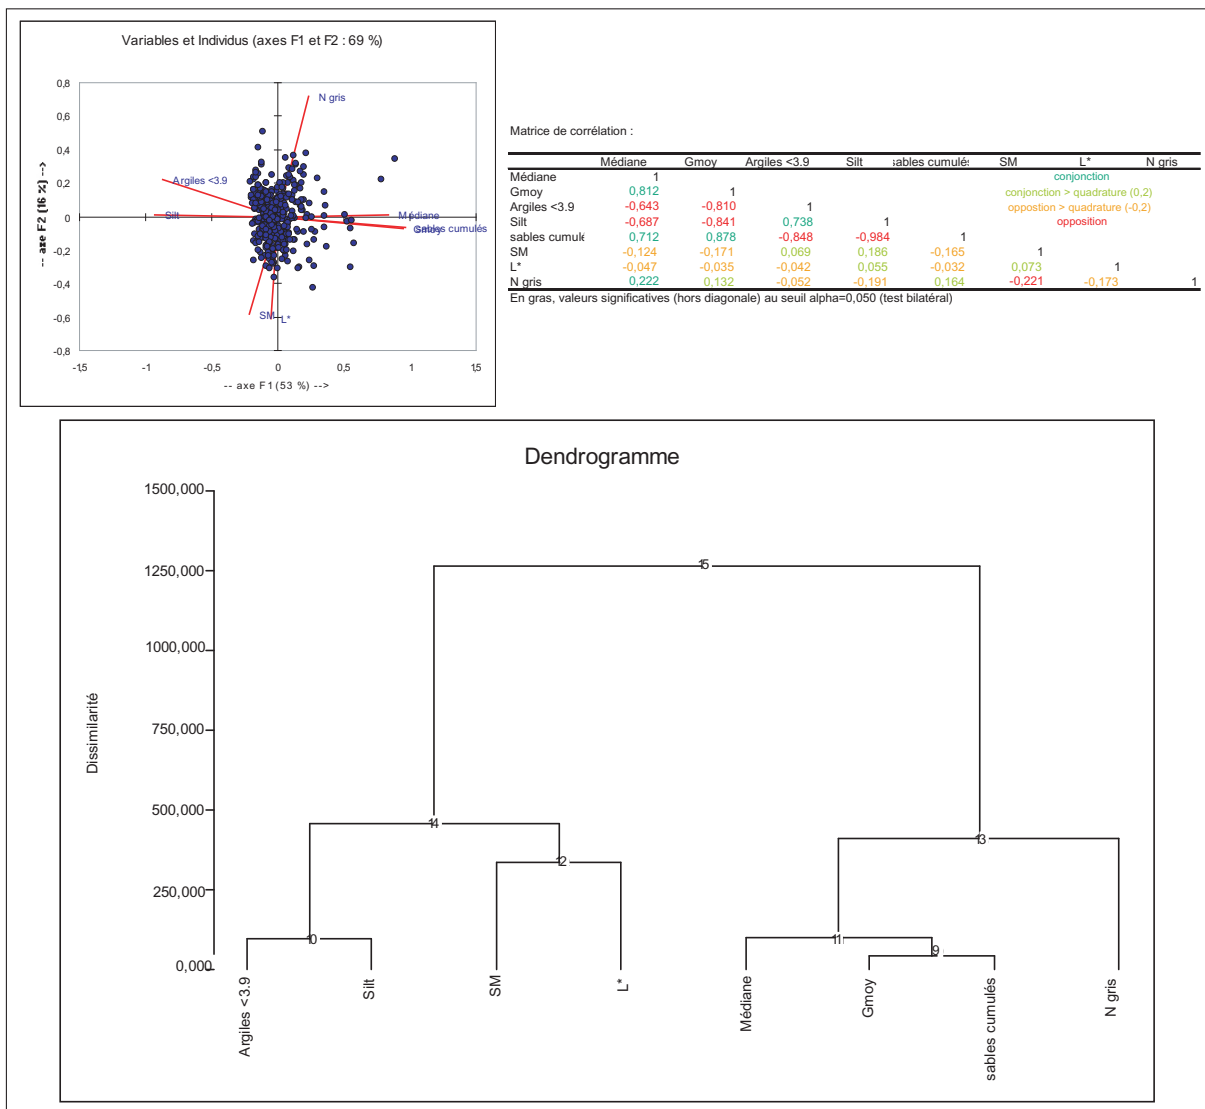 Variables et Individus (axes F1 et F2 : 69 %)
0,8
0,6
0,4
0,2
0
-0,2
-0,4
-0,6
-0,8
-- axe F2 (16 %) -->
N gris
Argiles <3.9
Silt
Médiane
sables cumulés
Gmoy
SM
L*
-1,5 -1 -0,5 0 0,5 1 1,5
-- axe F1 (53 %) -->
Matrice de corrélation :
Médiane Gmoy Argiles <3.9 Silt sables cumulés SM L* N gris
Médiane 1 conjonction
Gmoy 0,812 1 conjonction > quadrature (0,2)
Argiles <3.9 -0,643 -0,810 1 oppostion > quadrature (-0,2)
Silt -0,687 -0,841 0,738 1 opposition
sables cumulé 0,712 0,878 -0,848 -0,984 1
SM -0,124 -0,171 0,069 0,186 -0,165 1
L* -0,047 -0,035 -0,042 0,055 -0,032 0,073 1
N gris 0,222 0,132 -0,052 -0,191 0,164 -0,221 -0,173 1
En gras, valeurs significatives (hors diagonale) au seuil alpha=0,050 (test bilatéral)
Dendrogramme
Dissimilarité
1500,000
1250,000
1000,000
750,000
500,000
250,000
0,000
15
14
13
12
11
10
9
Argiles <3.9
Silt
SM
L*
Médiane
Gmoy
sables cumulés
N gris